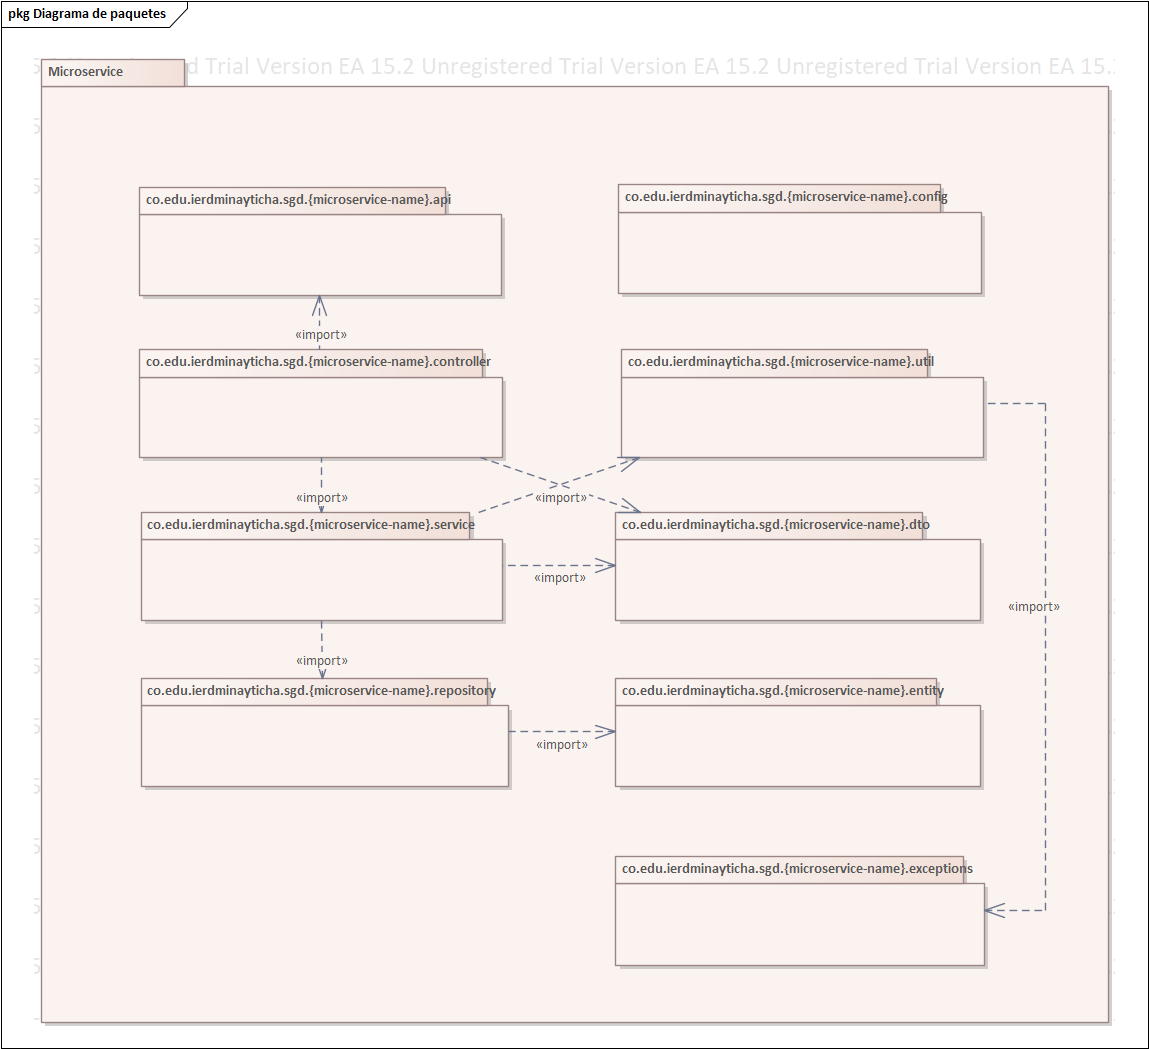 pkg Diagrama de paquetes
d Trial Version EA 15.2 Unregistered Trial Version EA 15.2 Unregistered Trial Version EA 15.
Microservice
co.edu.ierdminayticha.sgd.{microservice-name}.api
co.edu.ierdminayticha.sgd.{microservice-name}.config
«import»
co.edu.ierdminayticha.sgd.{microservice-name}.controller
co.edu.ierdminayticha.sgd.{microservice-name}.util
«import»
«import»
co.edu.ierdminayticha.sgd.{microservice-name}.service
co.edu.ierdminayticha.sgd.{microservice-name}.dto
«import»
«import»
«import»
co.edu.ierdminayticha.sgd.{microservice-name}.repository
co.edu.ierdminayticha.sgd.{microservice-name}.entity
«import»
co.edu.ierdminayticha.sgd.{microservice-name}.exceptions